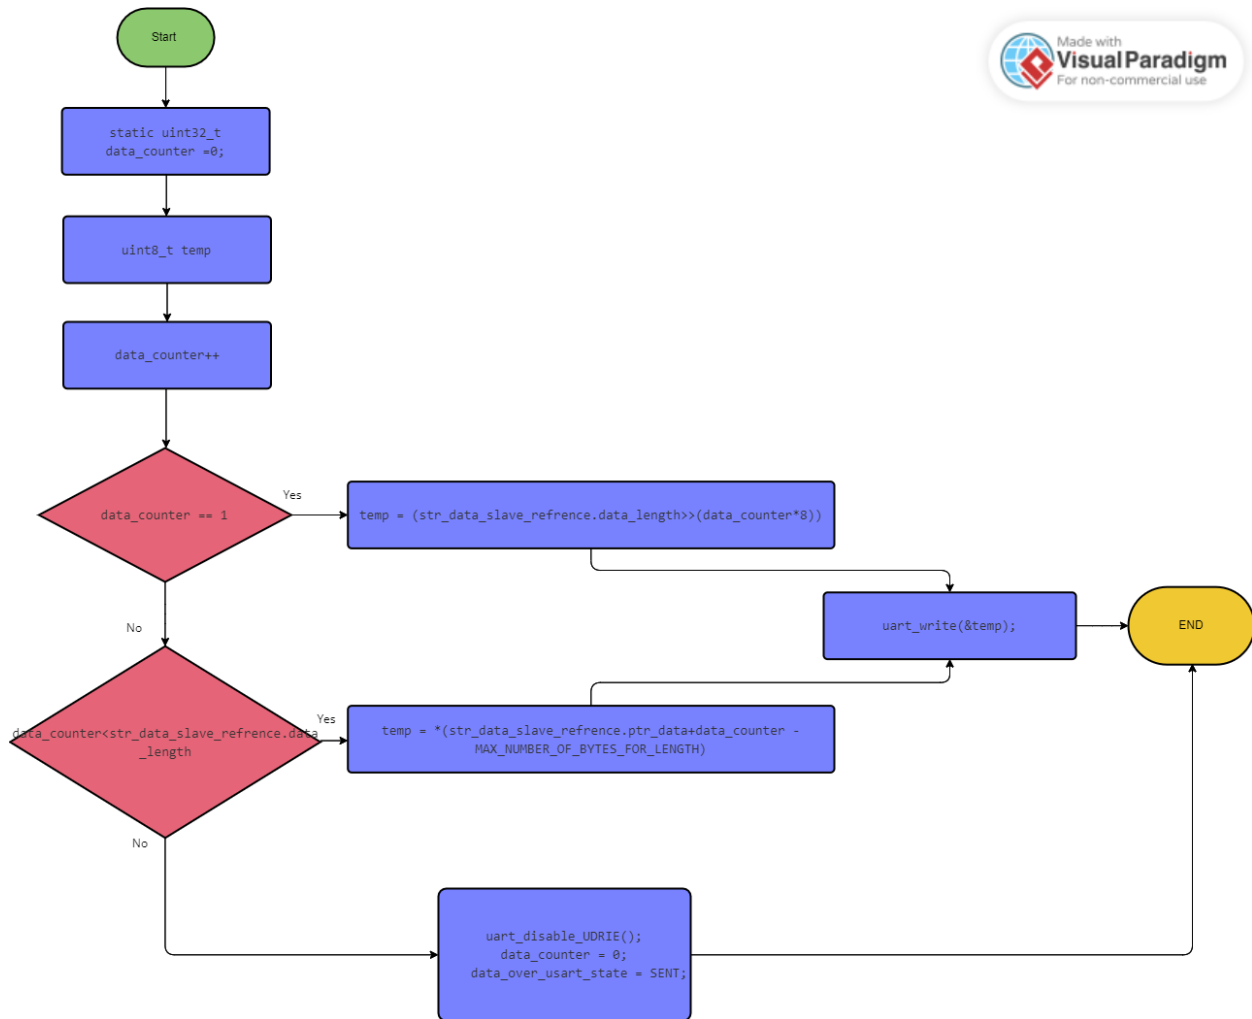 Start
Made with
Visual Paradigm
For non-commercial use
static uint32_t
data_counter =0;
uint8_t temp
data_counter++
data_counter == 1
Yes
temp = (str_data_slave_refrence.data_length>>(data_counter*8))
No
uart_write(&temp);
END
data_counter<str_data_slave_refrence.data
_length
Yes
temp = *(str_data_slave_refrence.ptr_data+data_counter -
MAX_NUMBER_OF_BYTES_FOR_LENGTH)
No
uart_disable_UDRIE();
data_counter = 0;
data_over_usart_state = SENT;